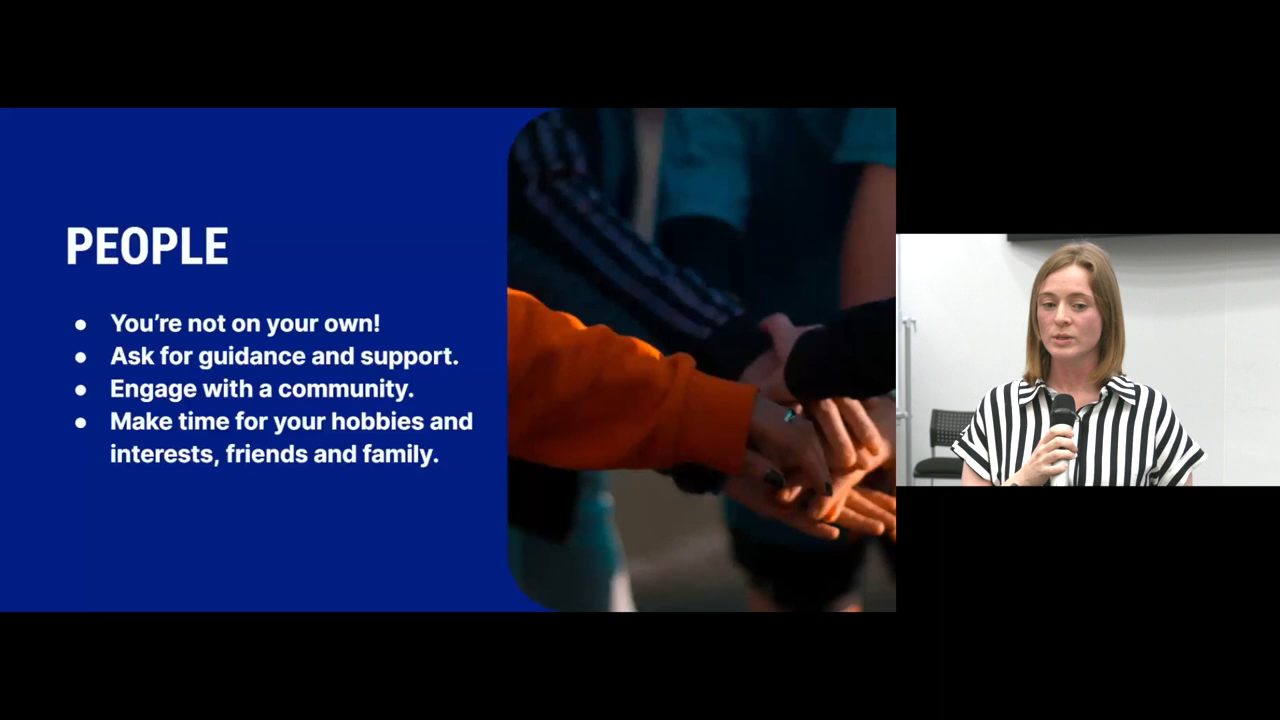 PEOPLE
● You’re not on your own!
● Ask for guidance and support.
● Engage with a community.
● Make time for your hobbies and
interests, friends and family.